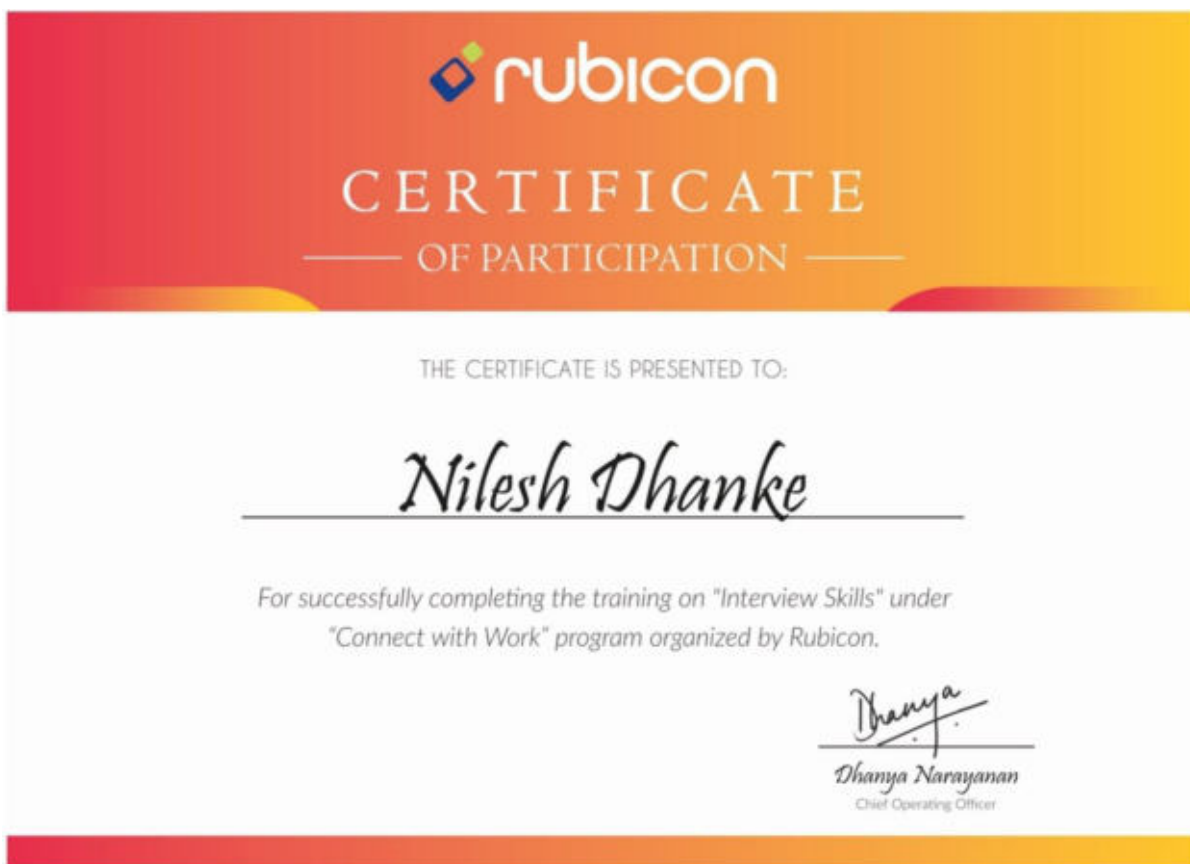 rubicon
CERTIFICATE
OF PARTICIPATION
THE CERTIFICATE IS PRESENTED TO:
Nilesh Dhanke
For successfully completing the training on "Interview Skills" under
"Connect with Work" program organized by Rubicon.
Dhanya
Dhanya Narayanan
Chief Operating Officer